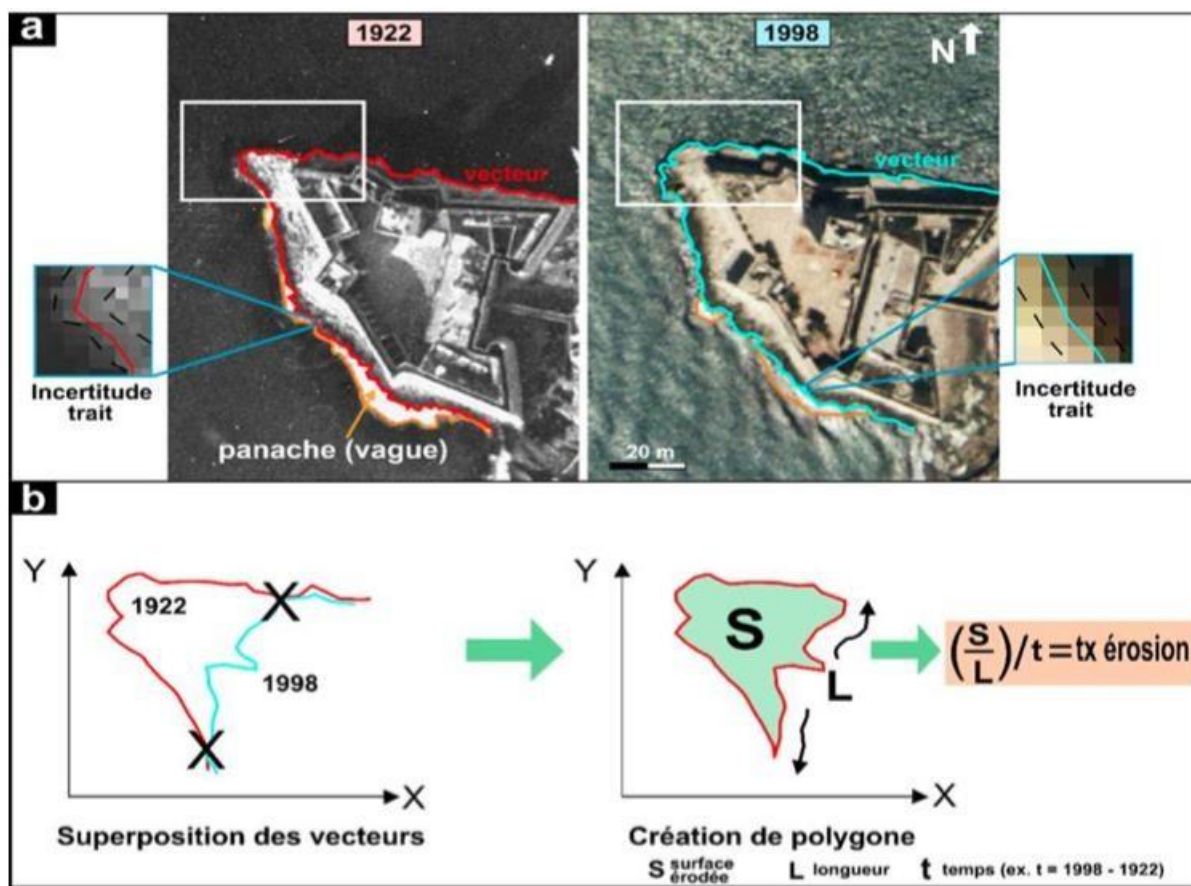 a
1922
1998
N
vecteur
vecteur
Incertitude
trait
Incertitude
trait
panache (vague)
20 m
b
Y
1922
1998
X
X
X
Superposition des vecteurs
Y
S
L
X
Création de polygone
(S/L)/t=tx érosion
S surface érodée L longueur t temps (ex. t = 1998 - 1922)